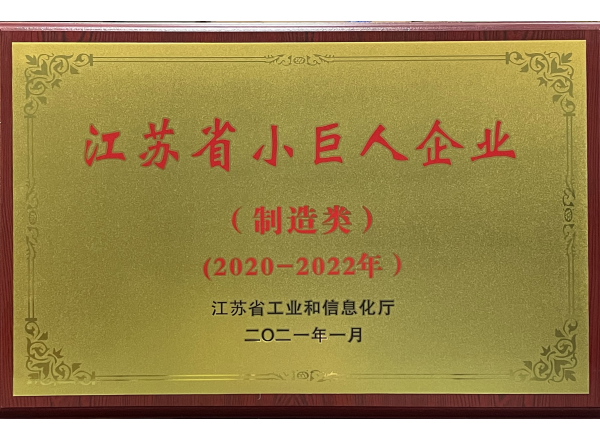 江苏省小巨人企业
（制造类）
(2020-2022年）
江苏省工业和信息化厅
二〇二一年一月